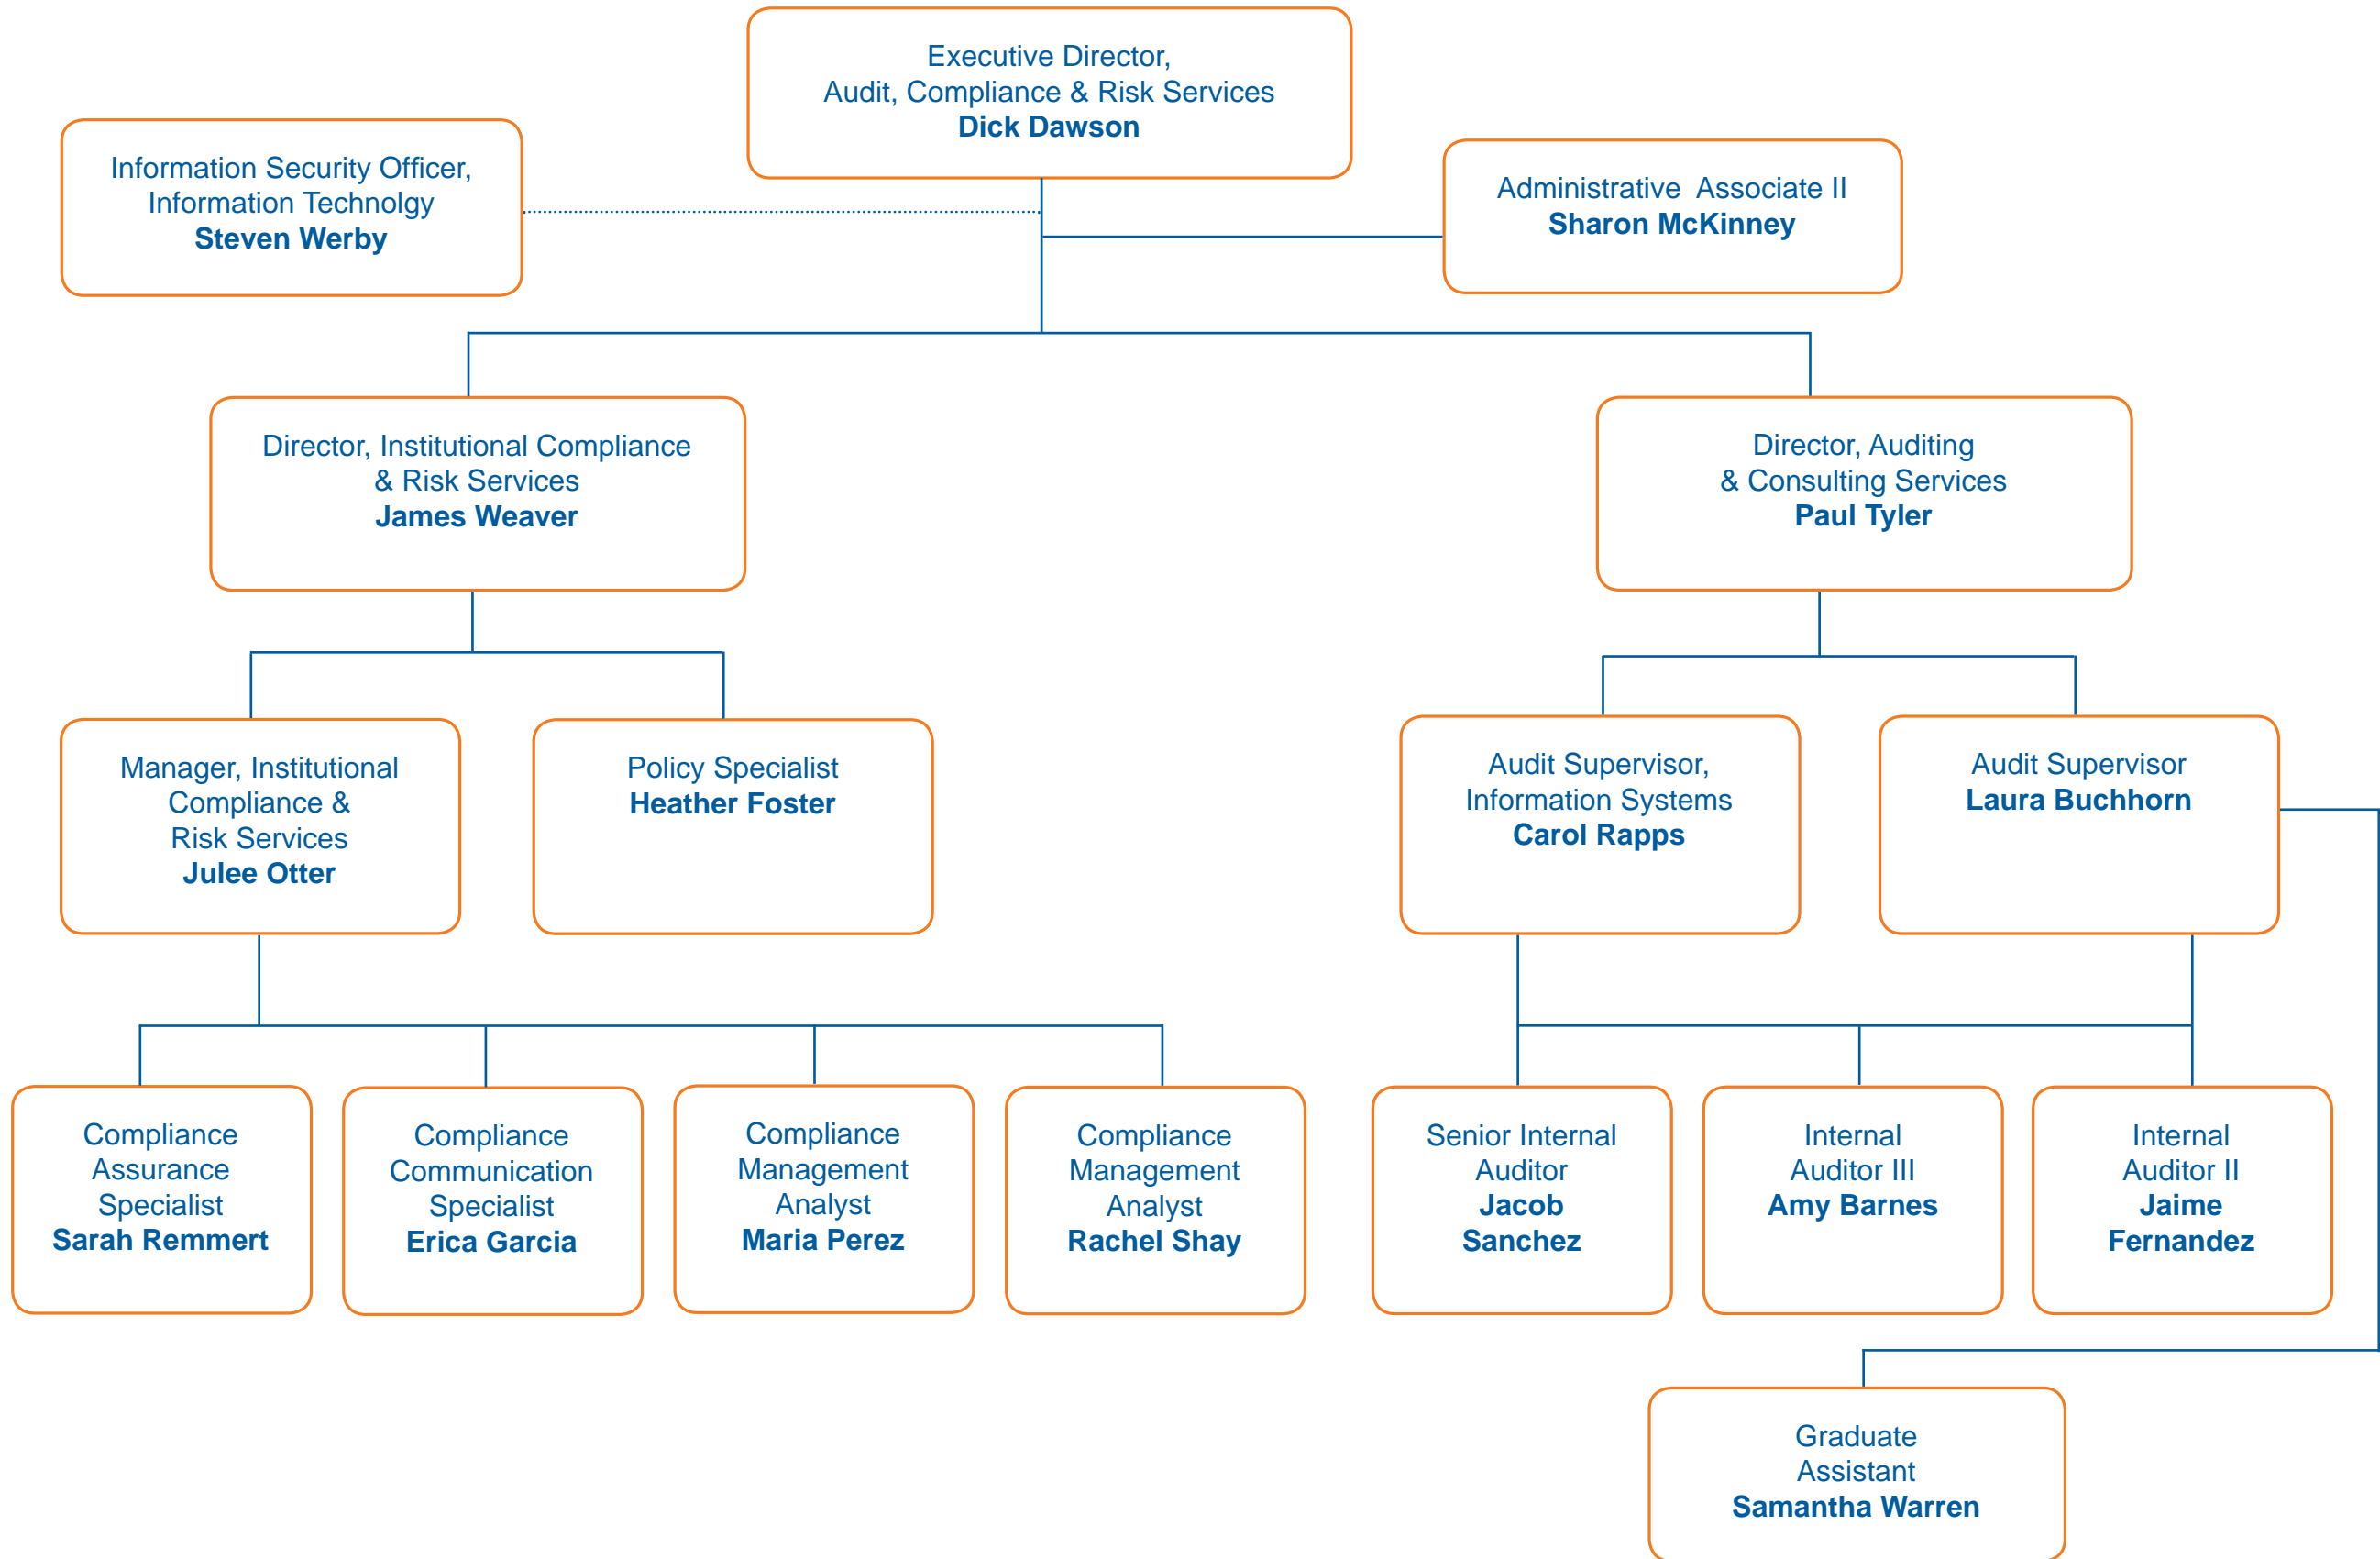 Executive Director,
Audit, Compliance & Risk Services
Dick Dawson
Information Security Officer,
Information Technolgy
Steven Werby
Administrative  Associate II
Sharon McKinney
Director, Institutional Compliance
& Risk Services
James Weaver
Director, Auditing
& Consulting Services
Paul Tyler
Manager, Institutional
Compliance &
Risk Services
Julee Otter
Policy Specialist
Heather Foster
Audit Supervisor,
Information Systems
Carol Rapps
Audit Supervisor
Laura Buchhorn
Compliance
Assurance
Specialist
Sarah Remmert
Compliance
Communication
Specialist
Erica Garcia
Compliance
Management
Analyst
Maria Perez
Compliance
Management
Analyst
Rachel Shay
Senior Internal
Auditor
Jacob
Sanchez
Internal
Auditor III
Amy Barnes
Internal
Auditor II
Jaime
Fernandez
Graduate
Assistant
Samantha Warren